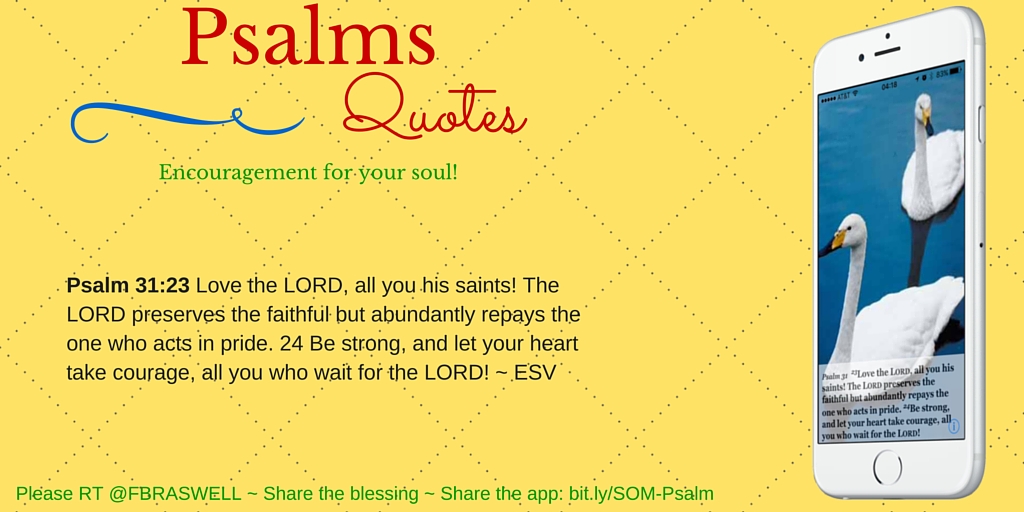 Psalms
Quotes
Encouragement for your soul!
Psalm 31:23 Love the LORD, all you his saints! The
LORD preserves the faithful but abundantly repays the
one who acts in pride. 24 Be strong, and let your heart
take courage, all you who wait for the LORD! ~ ESV
Please RT @FBRASWELL ~ Share the blessing ~ Share the app: bit.ly/SOM-Psalm
AT&T 04:18 83%
Psalm 31 ²³Love the LORD, all you his
saints! The LORD preserves the
faithful but abundantly repays the
one who acts in pride. ²⁴Be strong,
and let your heart take courage, all
you who wait for the LORD!